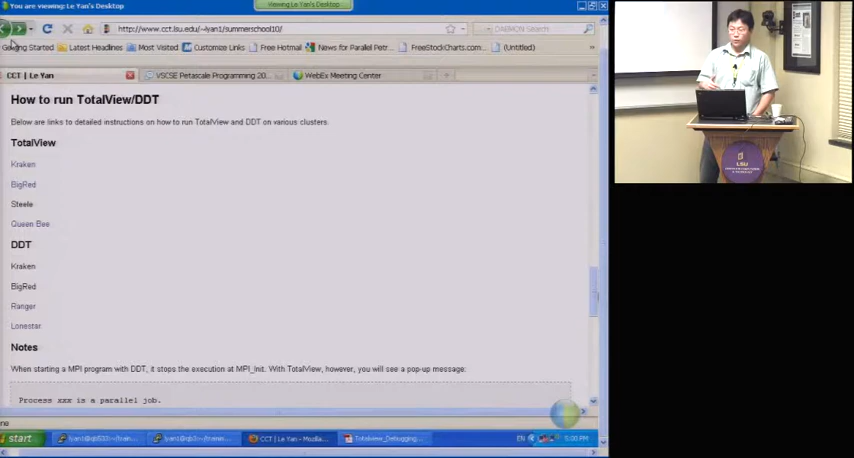 You are viewing: Le Yan's Desktop
Viewing Le Yan's Desktop
http://www.cct.lsu.edu/~lyan1/summerschool10/
DAEMON Search
Getting Started
Latest Headlines
Most Visited
Customize Links
Free Hotmail
News for Parallel Petr...
FreeStockCharts.com...
(Untitled)
CCT | Le Yan
VSCSE Petascale Programming 20...
WebEx Meeting Center
How to run TotalView/DDT
Below are links to detailed instructions on how to run TotalView and DDT on various clusters.
TotalView
Kraken
BigRed
Steele
Queen Bee
DDT
Kraken
BigRed
Ranger
Lonestar
Notes
When starting a MPI program with DDT, it stops the execution at MPI_Init. With TotalView, however, you will see a pop-up message:
Process xxx is a parallel job.
start
CCT | Le Yan - Mozilla...
Totalview_Debugging...
EN
5:00 PM
LSU